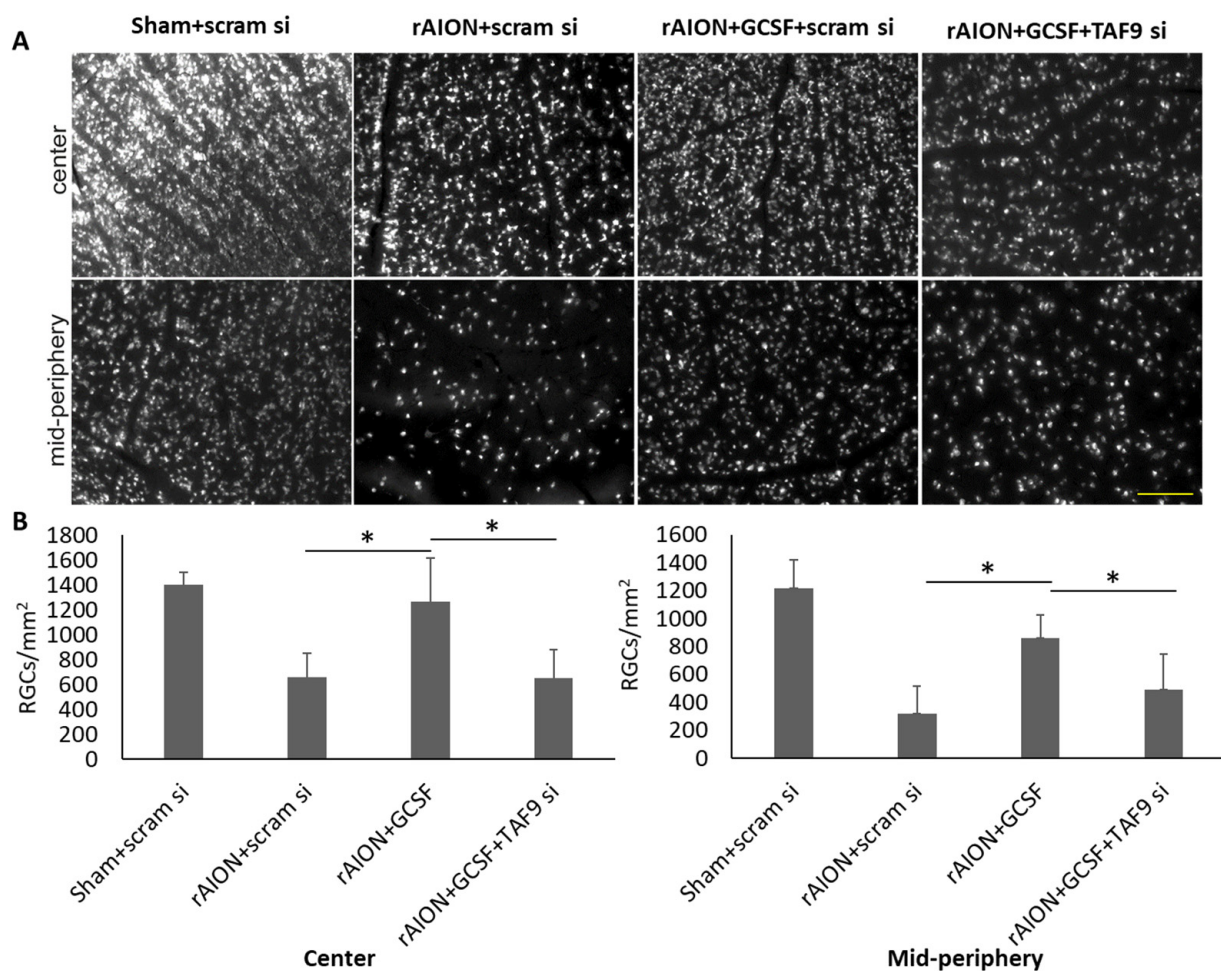 A
Sham+scram si
rAION+scram si
rAION+GCSF+scram si
rAION+GCSF+TAF9 si
center
mid-periphery
B
1800
1600
1400
1200
1000
800
600
400
200
0
RGCs/mm²
*
*
Sham+scram si
rAION+scram si
rAION+GCSF
rAION+GCSF+TAF9 si
Center
1600
1400
1200
1000
800
600
400
200
0
RGCs/mm²
*
*
Sham+scram si
rAION+scram si
rAION+GCSF
rAION+GCSF+TAF9 si
Mid-periphery